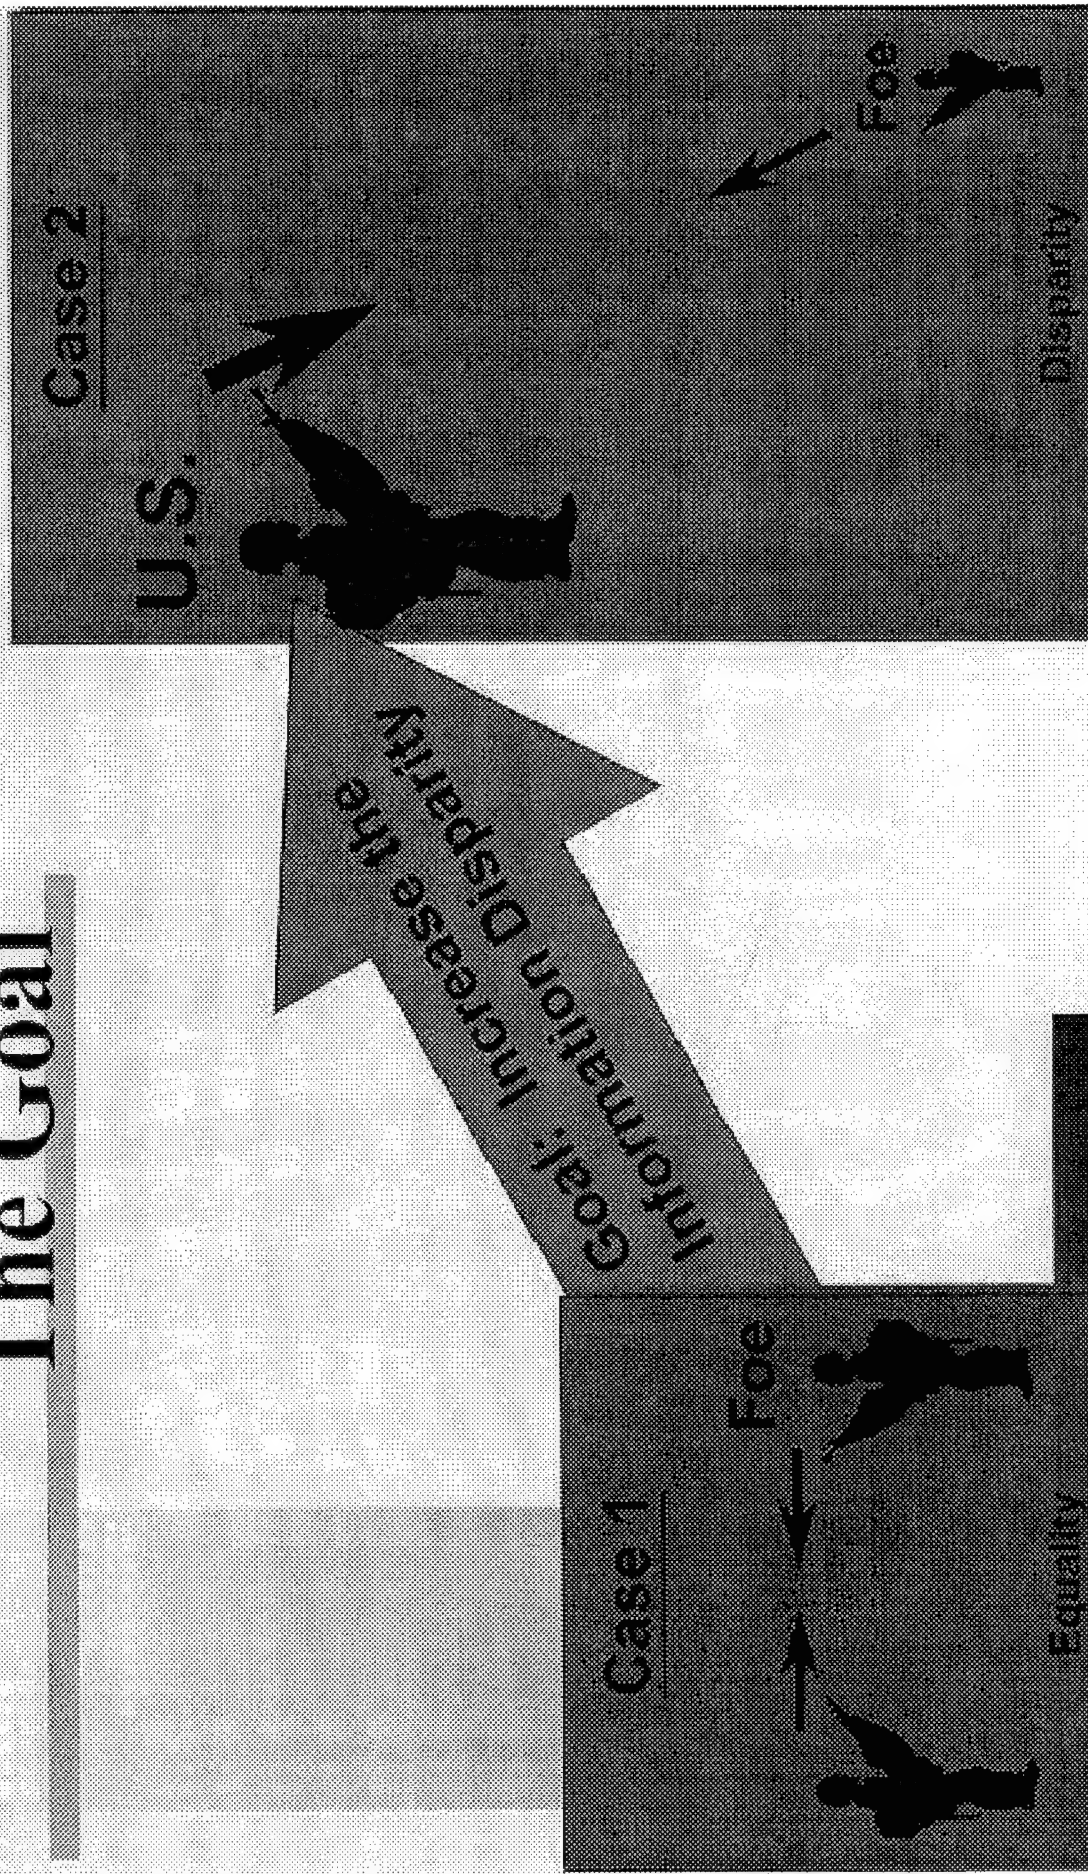 The Goal
Case 1
Foe
Equality
Goal: Increase the
Information Disparity
Case 2
U.S.
Foe
Disparity